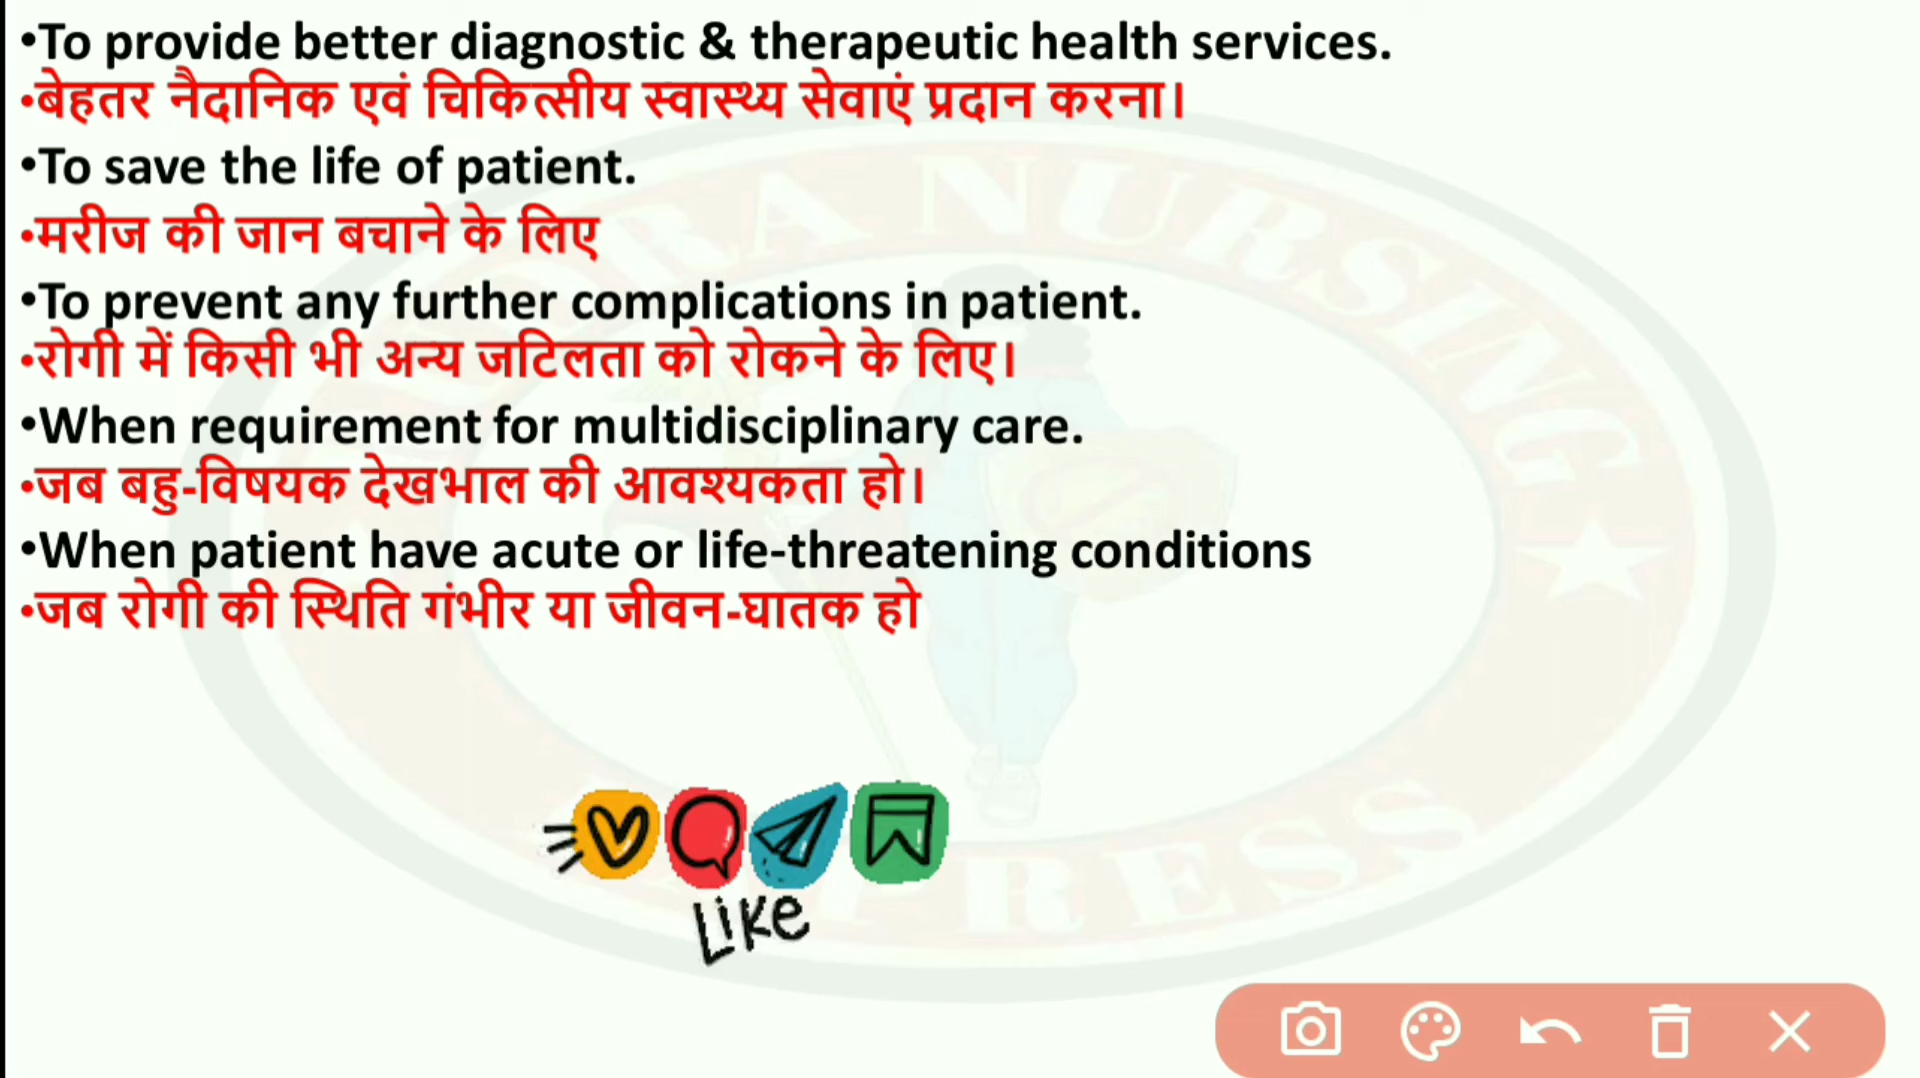 •To provide better diagnostic & therapeutic health services.
•बेहतर नैदानिक एवं चिकित्सीय स्वास्थ्य सेवाएं प्रदान करना।
•To save the life of patient.
•मरीज की जान बचाने के लिए
•To prevent any further complications in patient.
•रोगी में किसी भी अन्य जटिलता को रोकने के लिए।
•When requirement for multidisciplinary care.
•जब बहु-विषयक देखभाल की आवश्यकता हो।
•When patient have acute or life-threatening conditions
•जब रोगी की स्थिति गंभीर या जीवन-घातक हो
NURSING
LIKE